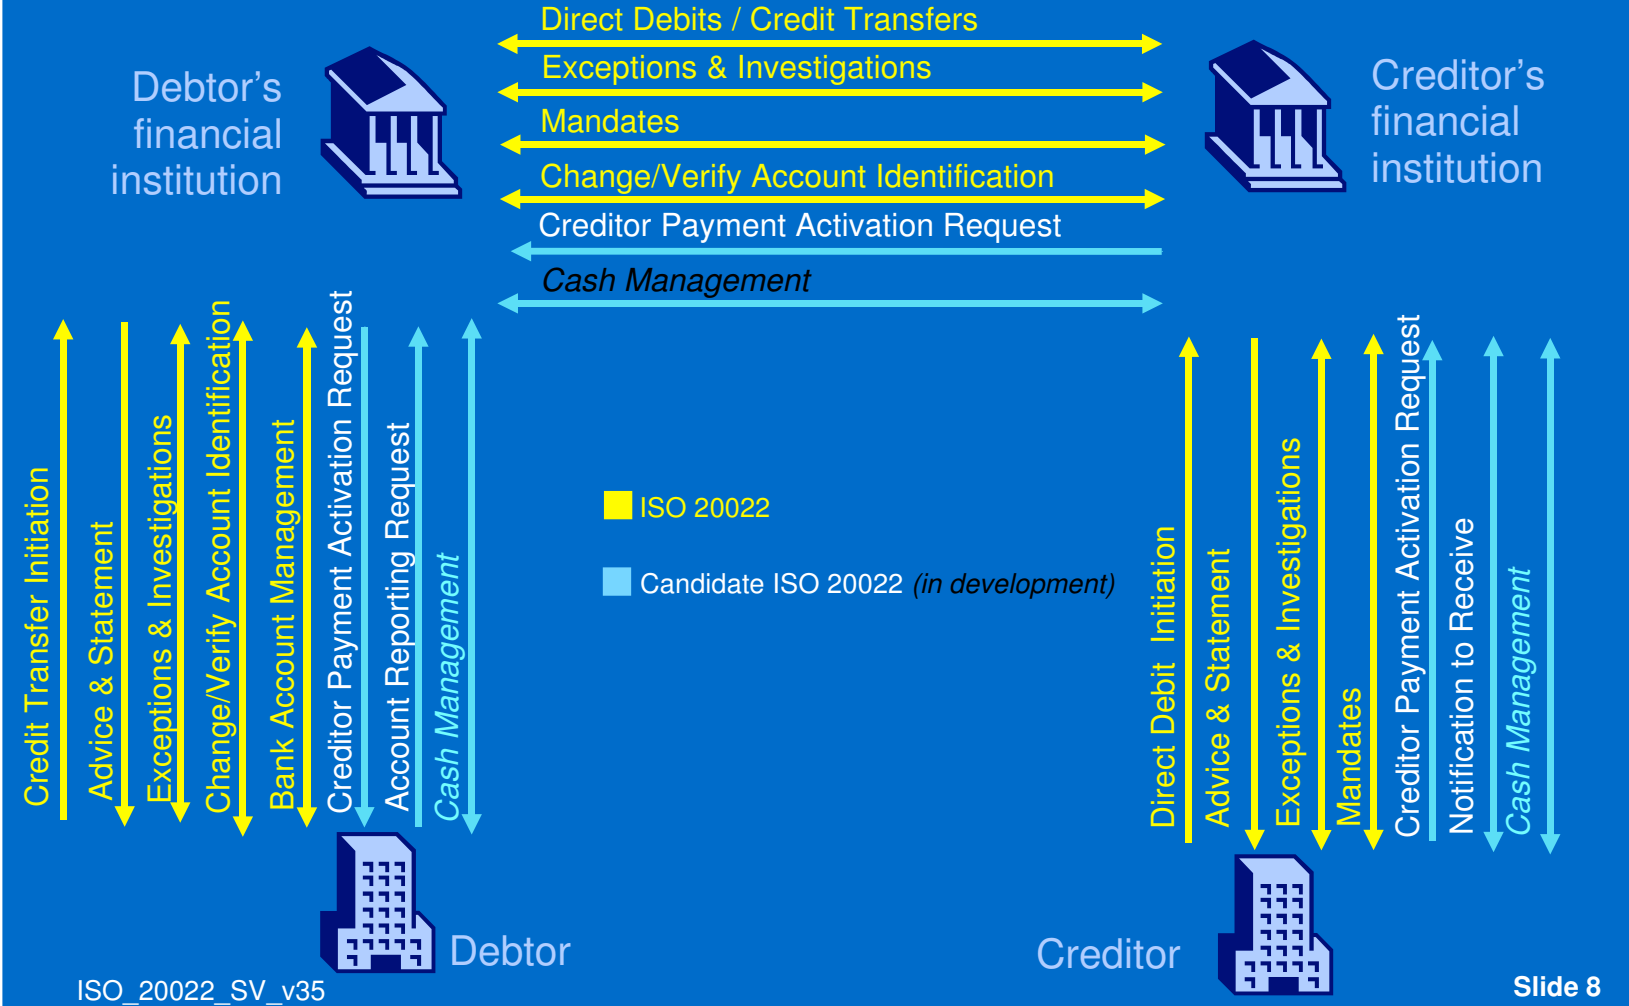 Direct Debits / Credit Transfers
Exceptions & Investigations
Mandates
Change/Verify Account Identification
Creditor Payment Activation Request
Cash Management
Debtor's
financial
institution
Creditor's
financial
institution
Credit Transfer Initiation
Advice & Statement
Exceptions & Investigations
Change/Verify Account Identification
Bank Account Management
Creditor Payment Activation Request
Account Reporting Request
Cash Management
ISO 20022
Candidate ISO 20022 (in development)
Direct Debit Initiation
Advice & Statement
Exceptions & Investigations
Mandates
Creditor Payment Activation Request
Notification to Receive
Cash Management
Debtor
Creditor
ISO_20022_SV_v35
Slide 8